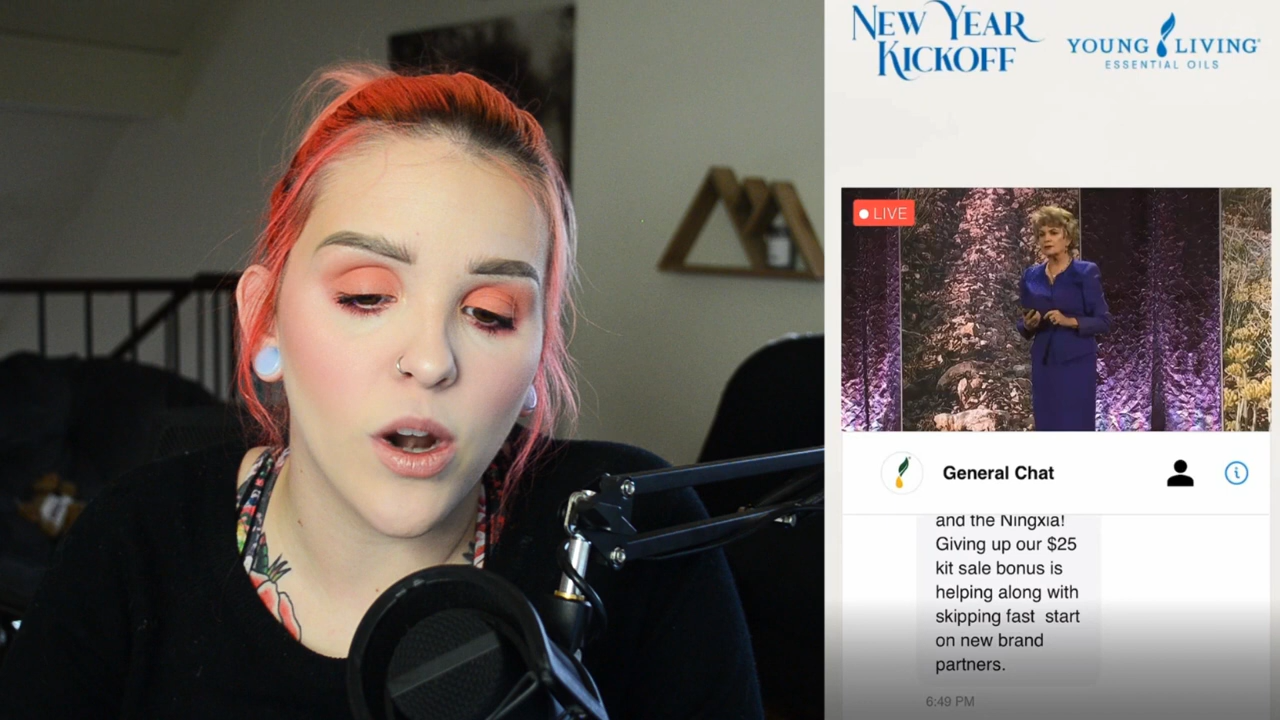 NEW YEAR
KICKOFF
YOUNG LIVING
ESSENTIAL OILS
LIVE
General Chat
and the Ningxia!
Giving up our $25
kit sale bonus is
helping along with
skipping fast start
on new brand
partners.
6:49 PM